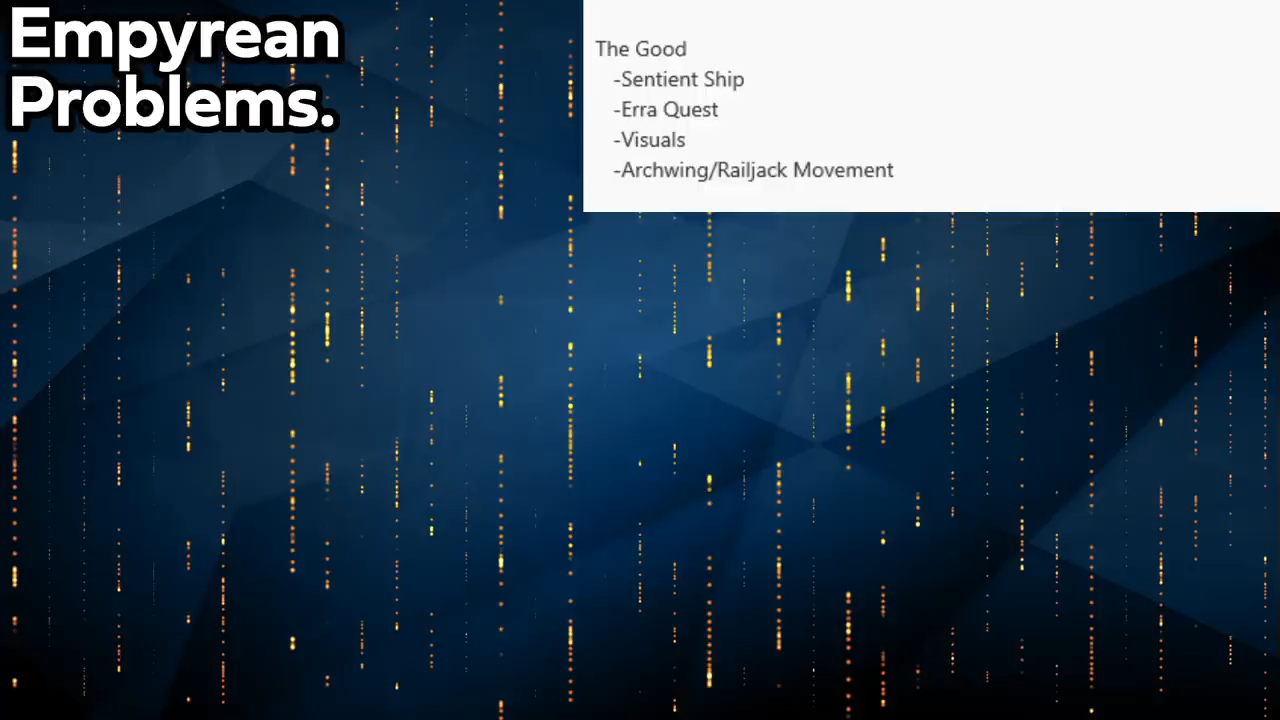 Empyrean
Problems.
The Good
-Sentient Ship
-Erra Quest
-Visuals
-Archwing/Railjack Movement